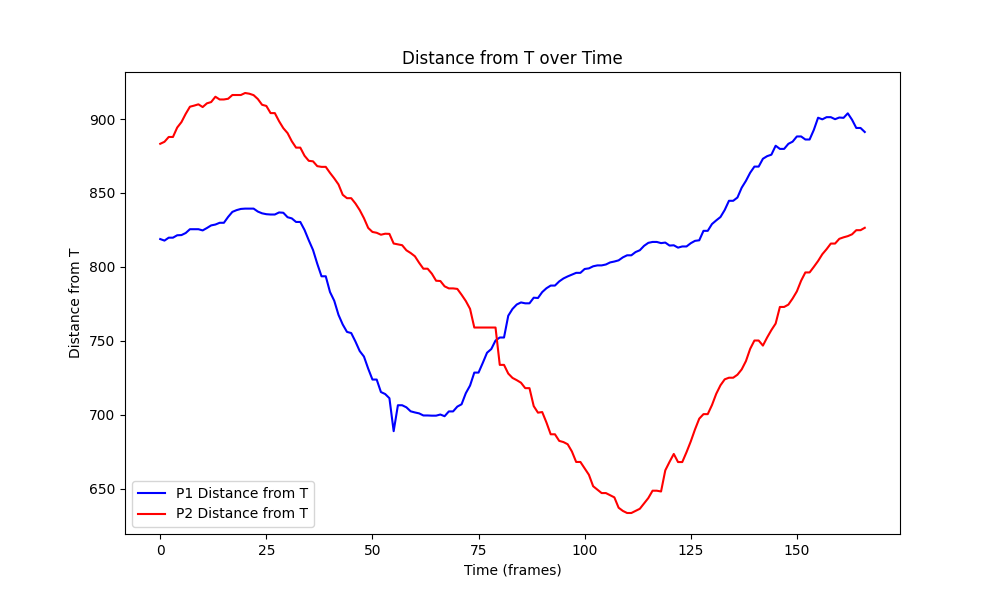 Distance from T over Time
Distance from T
900
850
800
750
700
650
P1 Distance from T
P2 Distance from T
0 25 50 75 100 125 150
Time (frames)